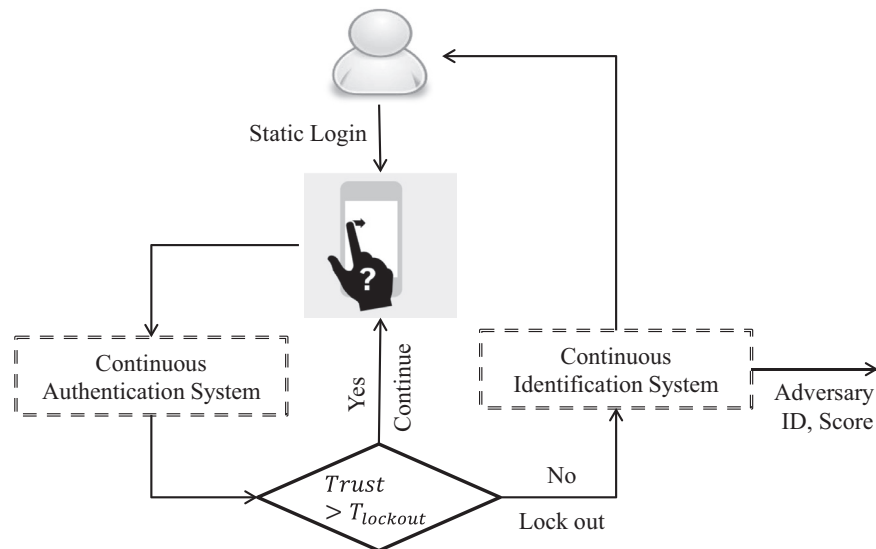 Static Login
?
Continuous
Authentication System
Yes
Continue
Continuous
Identification System
Adversary
ID, Score
Trust
> T_lockout
No
Lock out